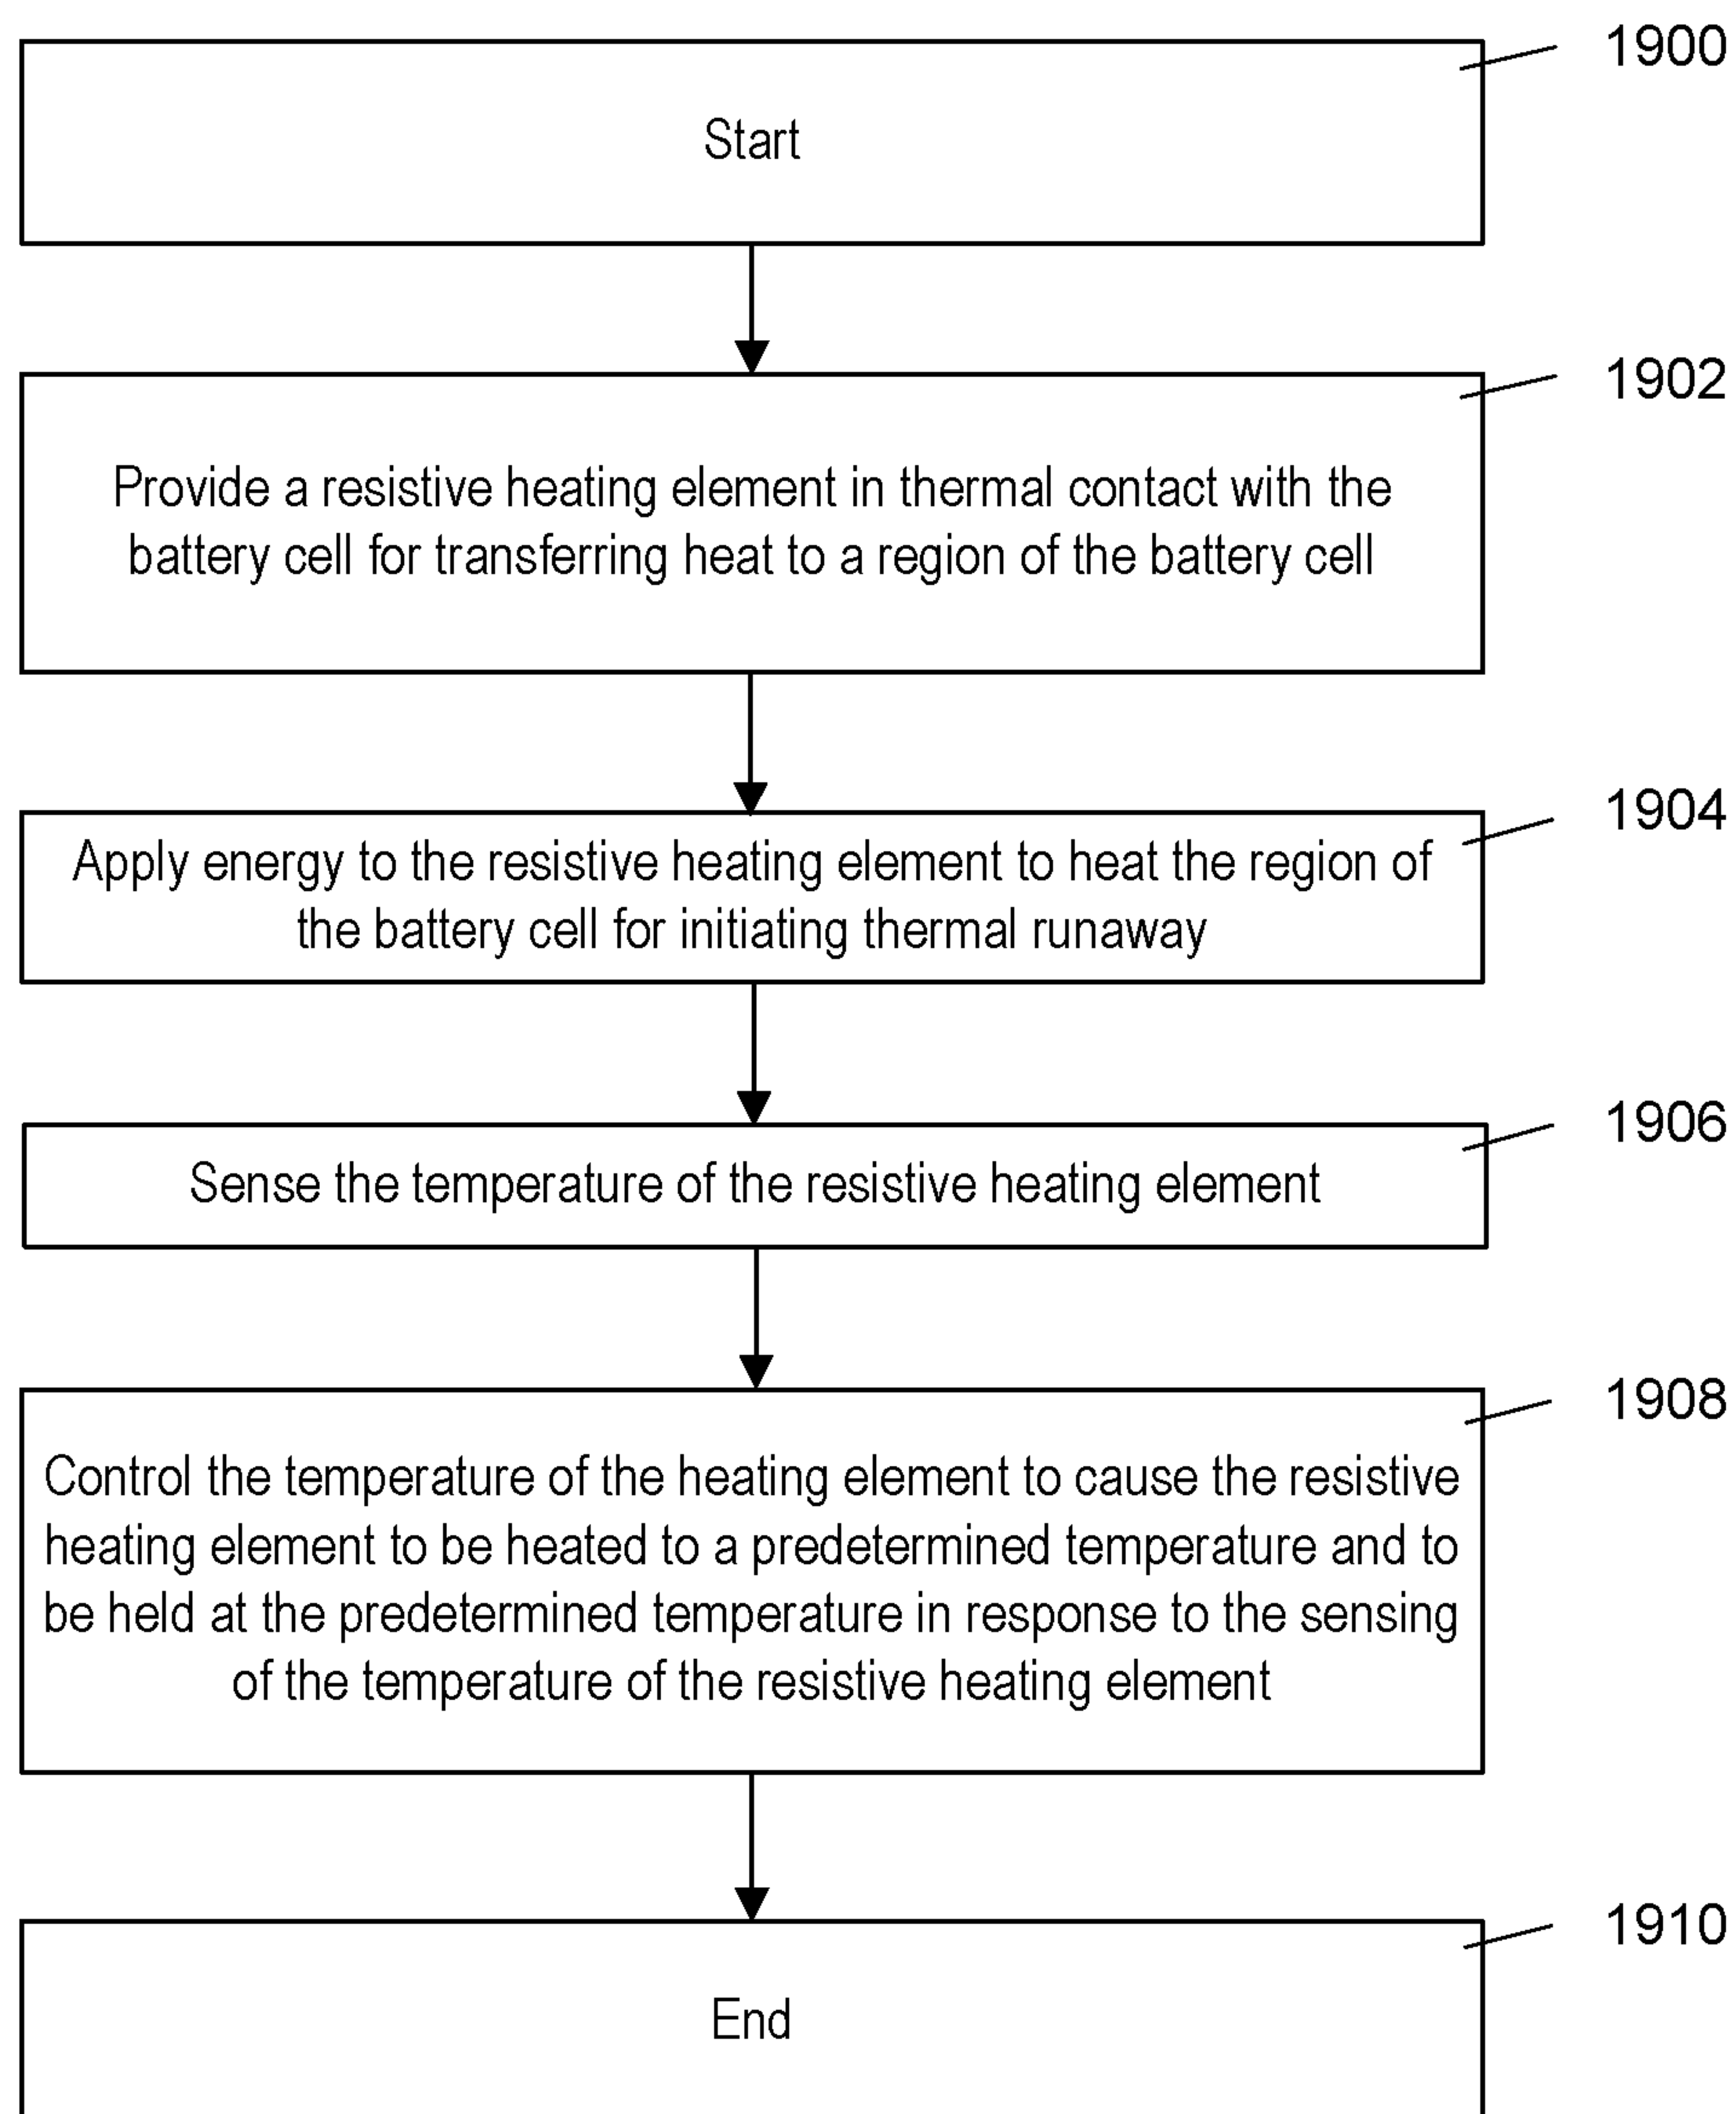 1900
Start
1902
Provide a resistive heating element in thermal contact with the
battery cell for transferring heat to a region of the battery cell
1904
Apply energy to the resistive heating element to heat the region of
the battery cell for initiating thermal runaway
1906
Sense the temperature of the resistive heating element
1908
Control the temperature of the heating element to cause the resistive
heating element to be heated to a predetermined temperature and to
be held at the predetermined temperature in response to the sensing
of the temperature of the resistive heating element
1910
End